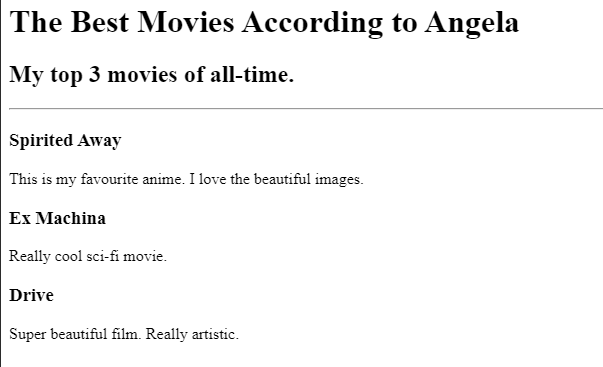 The Best Movies According to Angela
My top 3 movies of all-time.
Spirited Away
This is my favourite anime. I love the beautiful images.
Ex Machina
Really cool sci-fi movie.
Drive
Super beautiful film. Really artistic.